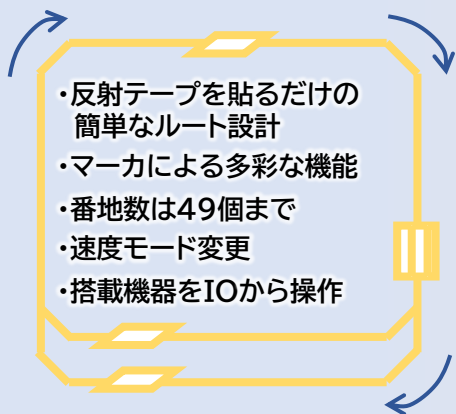 ・反射テープを貼るだけの
簡単なルート設計
・マーカによる多彩な機能
・番地数は49個まで
・速度モード変更
・搭載機器をIOから操作